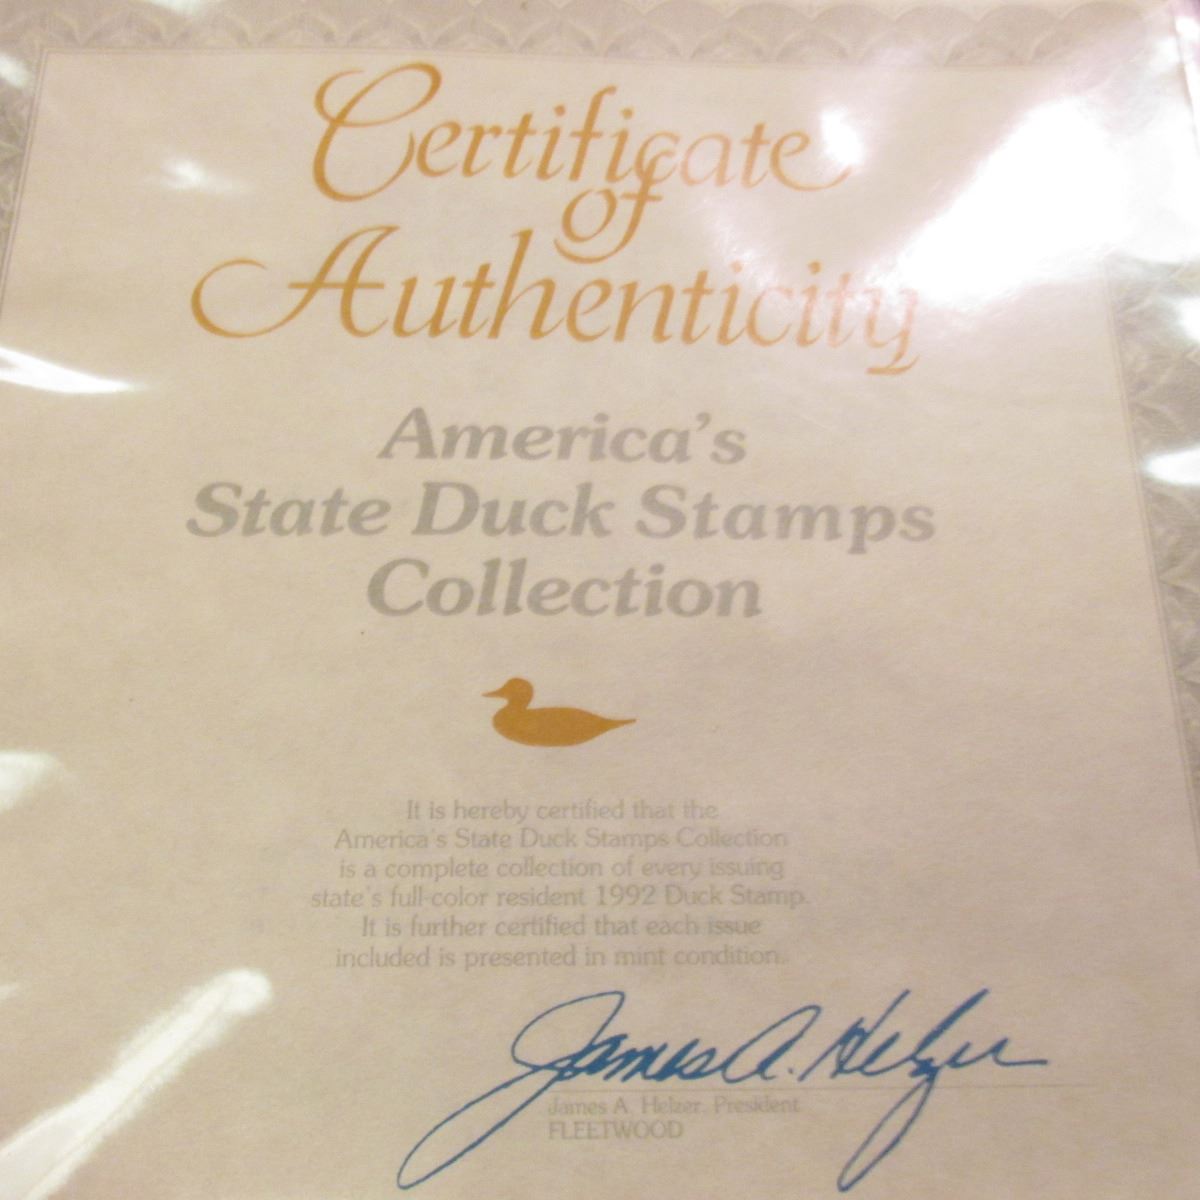 Certificate
of
Authenticity
America's
State Duck Stamps
Collection
It is hereby certified that the
America's State Duck Stamps Collection
is a complete collection of every issuing
state's full-color resident 1992 Duck Stamp.
It is further certified that each issue
included is presented in mint condition.
James A. Helzer
James A. Helzer, President
FLEETWOOD